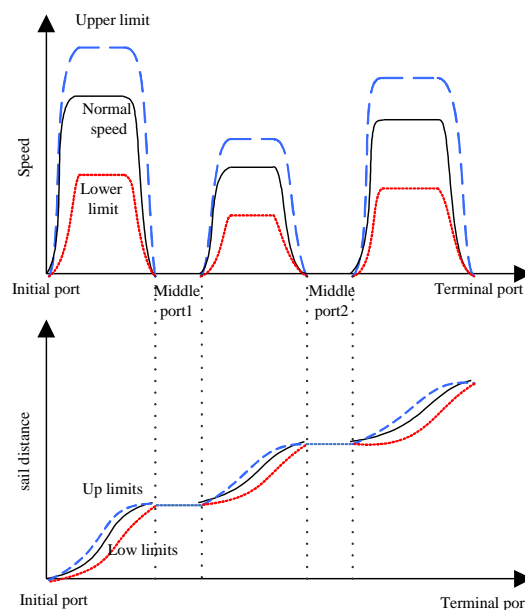 Upper limit
Normal
speed
Lower
limit
Speed
Initial port
Middle
port1
Middle
port2
Terminal port
sail distance
Up limits
Low limits
Initial port
Terminal port